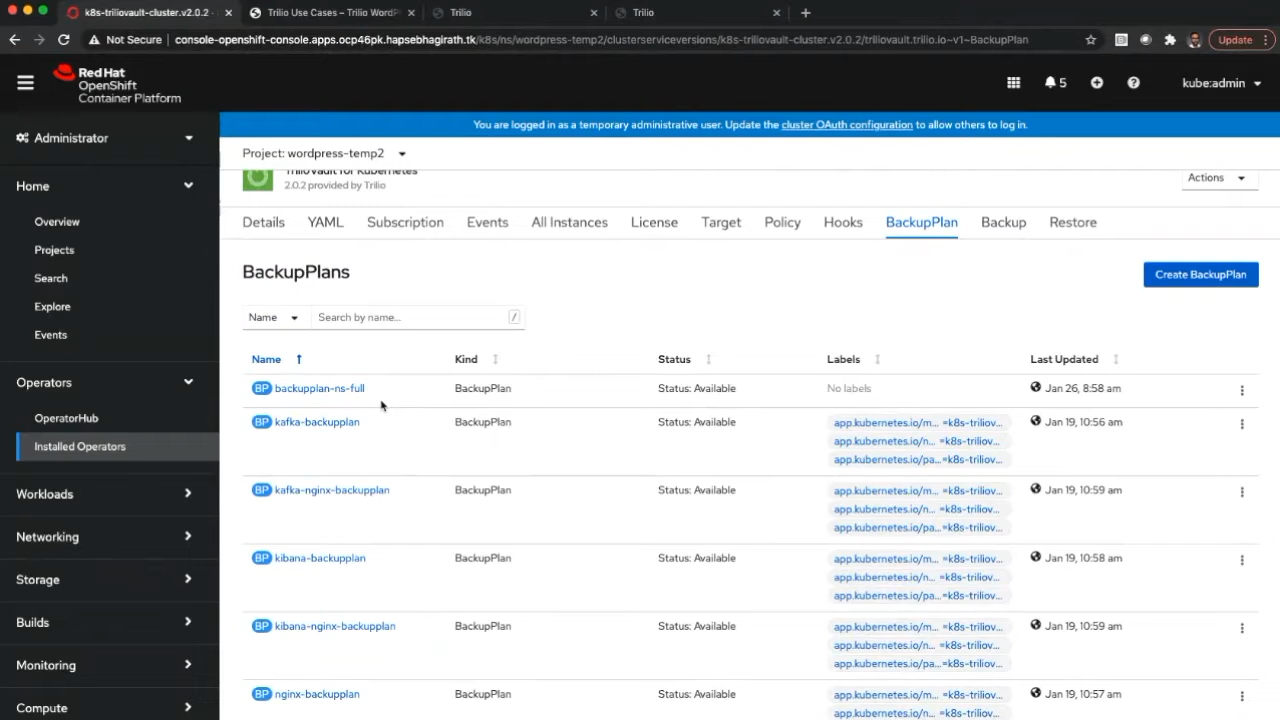 k8s-triliovault-cluster.v2.0.2 -
Trilio Use Cases – Trilio WordP
Trilio
Trilio
Not Secure
console-openshift-console.apps.ocp46pk.hapsebhagirath.tk/k8s/ns/wordpress-temp2/clusterserviceversions/k8s-triliovault-cluster.v2.0.2/triliovault.trilio.io~v1~BackupPlan
Update
Red Hat
OpenShift
Container Platform
5
kube:admin
You are logged in as a temporary administrative user. Update the cluster OAuth configuration to allow others to log in.
Administrator
Home
Overview
Projects
Search
Explore
Events
Operators
OperatorHub
Installed Operators
Workloads
Networking
Storage
Builds
Monitoring
Compute
Project: wordpress-temp2
TrilioVault for Kubernetes
2.0.2 provided by Trilio
Actions
Details YAML Subscription Events All Instances License Target Policy Hooks BackupPlan Backup Restore
BackupPlans
Create BackupPlan
Name Search by name... /
Name Kind Status Labels Last Updated
BP backupplan-ns-full BackupPlan Status: Available No labels Jan 26, 8:58 am
BP kafka-backupplan BackupPlan Status: Available app.kubernetes.io/m... =k8s-triliov... Jan 19, 10:56 am
app.kubernetes.io/n... =k8s-triliov...
app.kubernetes.io/pa...=k8s-triliov...
BP kafka-nginx-backupplan BackupPlan Status: Available app.kubernetes.io/m... =k8s-triliov... Jan 19, 10:59 am
app.kubernetes.io/n... =k8s-triliov...
app.kubernetes.io/pa...=k8s-triliov...
BP kibana-backupplan BackupPlan Status: Available app.kubernetes.io/m... =k8s-triliov... Jan 19, 10:58 am
app.kubernetes.io/n... =k8s-triliov...
app.kubernetes.io/pa...=k8s-triliov...
BP kibana-nginx-backupplan BackupPlan Status: Available app.kubernetes.io/m... =k8s-triliov... Jan 19, 10:59 am
app.kubernetes.io/n... =k8s-triliov...
app.kubernetes.io/pa...=k8s-triliov...
BP nginx-backupplan BackupPlan Status: Available app.kubernetes.io/m... =k8s-triliov... Jan 19, 10:57 am
app.kubernetes.io/n... =k8s-triliov...